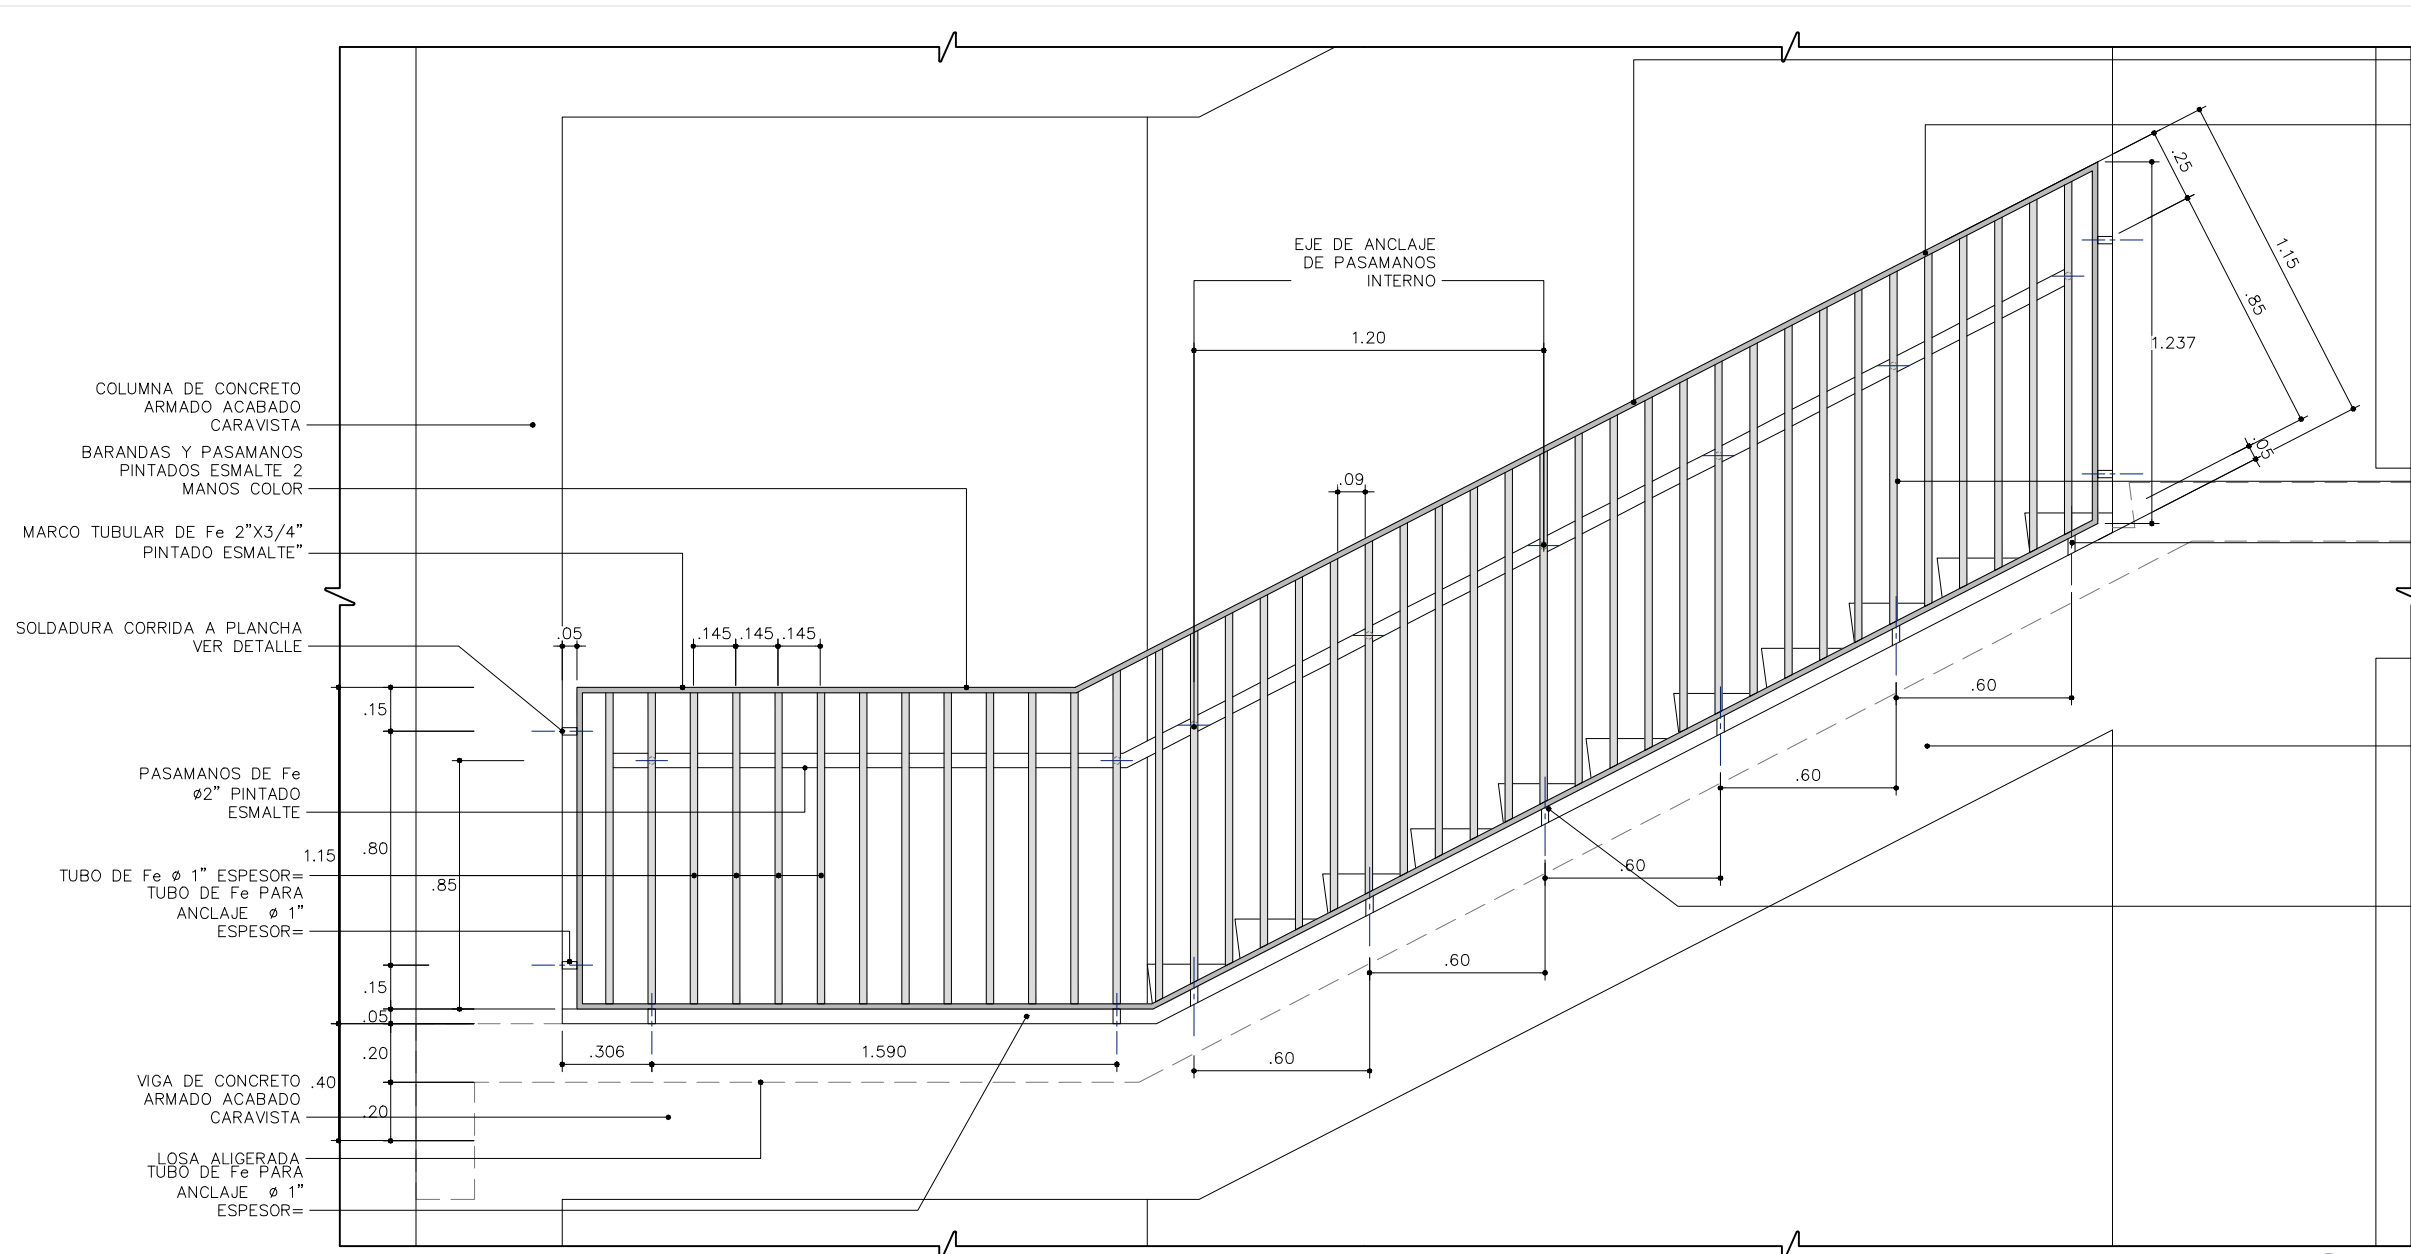 EJE DE ANCLAJE
DE PASAMANOS
INTERNO
1.20
.25
1.15
.85
1.237
.05
COLUMNA DE CONCRETO
ARMADO ACABADO
CARAVISTA
BARANDAS Y PASAMANOS
PINTADOS ESMALTE 2
MANOS COLOR
MARCO TUBULAR DE Fe 2"X3/4"
PINTADO ESMALTE"
SOLDADURA CORRIDA A PLANCHA
VER DETALLE
.05
.145
.145
.145
.09
.15
PASAMANOS DE Fe
ø2" PINTADO
ESMALTE
1.15
.80
.85
TUBO DE Fe ø 1" ESPESOR=
TUBO DE Fe PARA
ANCLAJE ø 1"
ESPESOR=
.15
.05
.20
.40
.20
.306
1.590
.60
.60
.60
.60
.60
VIGA DE CONCRETO
ARMADO ACABADO
CARAVISTA
LOSA ALIGERADA
TUBO DE Fe PARA
ANCLAJE ø 1"
ESPESOR=